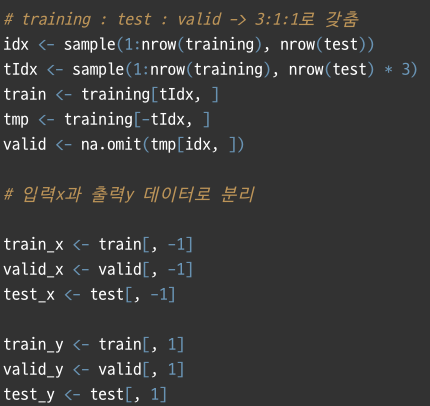 # training : test : valid -> 3:1:1로 갖춤
idx <- sample(1:nrow(training), nrow(test))
tIdx <- sample(1:nrow(training), nrow(test) * 3)
train <- training[tIdx, ]
tmp <- training[-tIdx, ]
valid <- na.omit(tmp[idx, ])
# 입력x과 출력y 데이터로 분리
train_x <- train[, -1]
valid_x <- valid[, -1]
test_x <- test[, -1]
train_y <- train[, 1]
valid_y <- valid[, 1]
test_y <- test[, 1]